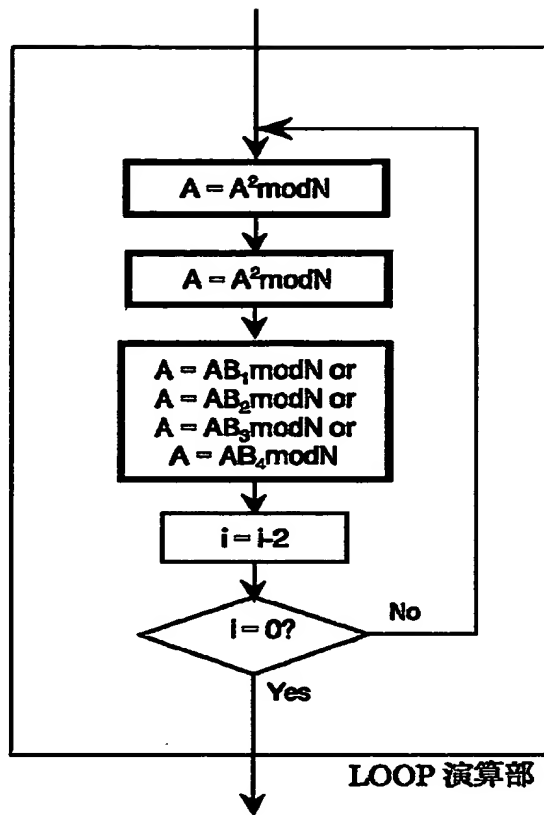 A = A²modN
A = A²modN
A = AB₁modN or
A = AB₂modN or
A = AB₃modN or
A = AB₄modN
i = i-2
i = 0?
No
Yes
LOOP 演算部